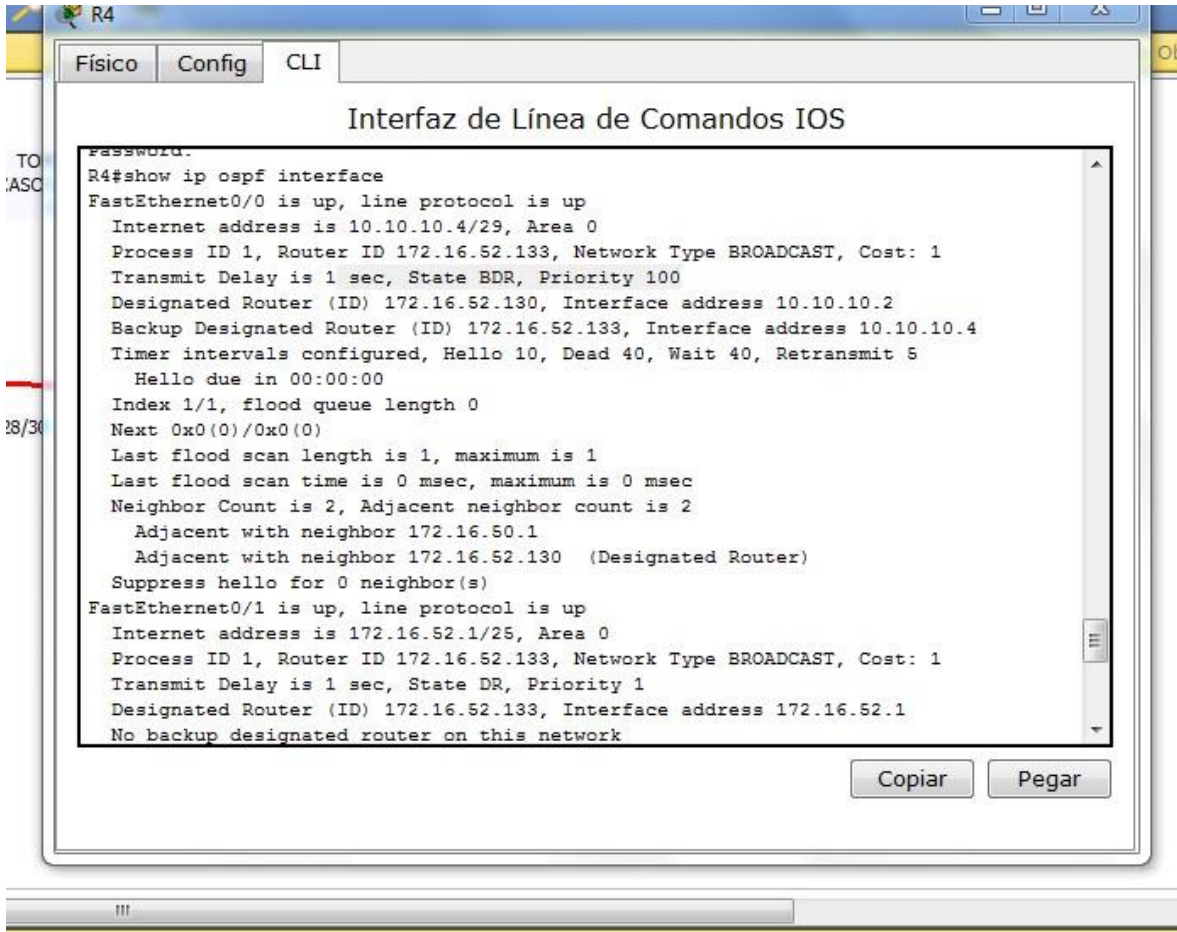 R4
Físico Config CLI
Interfaz de Línea de Comandos IOS
Password:
R4#show ip ospf interface
FastEthernet0/0 is up, line protocol is up
Internet address is 10.10.10.4/29, Area 0
Process ID 1, Router ID 172.16.52.133, Network Type BROADCAST, Cost: 1
Transmit Delay is 1 sec, State BDR, Priority 100
Designated Router (ID) 172.16.52.130, Interface address 10.10.10.2
Backup Designated Router (ID) 172.16.52.133, Interface address 10.10.10.4
Timer intervals configured, Hello 10, Dead 40, Wait 40, Retransmit 5
Hello due in 00:00:00
Index 1/1, flood queue length 0
Next 0x0(0)/0x0(0)
Last flood scan length is 1, maximum is 1
Last flood scan time is 0 msec, maximum is 0 msec
Neighbor Count is 2, Adjacent neighbor count is 2
Adjacent with neighbor 172.16.50.1
Adjacent with neighbor 172.16.52.130 (Designated Router)
Suppress hello for 0 neighbor(s)
FastEthernet0/1 is up, line protocol is up
Internet address is 172.16.52.1/25, Area 0
Process ID 1, Router ID 172.16.52.133, Network Type BROADCAST, Cost: 1
Transmit Delay is 1 sec, State DR, Priority 1
Designated Router (ID) 172.16.52.133, Interface address 172.16.52.1
No backup designated router on this network
Copiar Pegar
TO
28/30